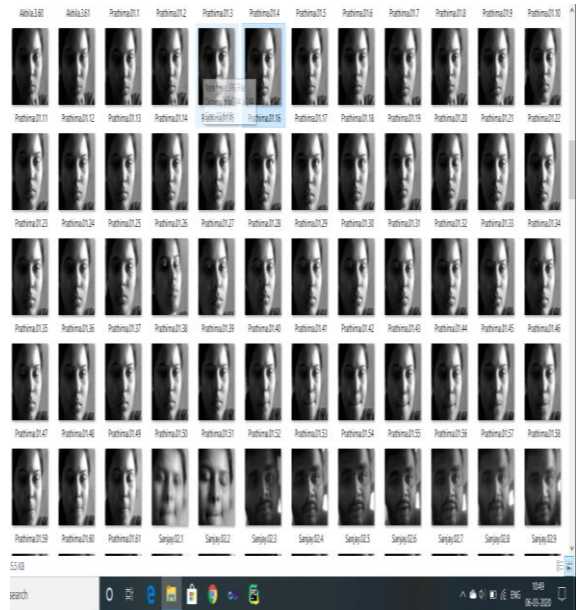 Akhila.3.60 Akhila.3.61 Prathima.01.1 Prathima.01.2 Prathima.01.3 Prathima.01.4 Prathima.01.5 Prathima.01.6 Prathima.01.7 Prathima.01.8 Prathima.01.9 Prathima.01.10
Prathima.01.11 Prathima.01.12 Prathima.01.13 Prathima.01.14 Prathima.01.15 Prathima.01.16 Prathima.01.17 Prathima.01.18 Prathima.01.19 Prathima.01.20 Prathima.01.21 Prathima.01.22
Prathima.01.23 Prathima.01.24 Prathima.01.25 Prathima.01.26 Prathima.01.27 Prathima.01.28 Prathima.01.29 Prathima.01.30 Prathima.01.31 Prathima.01.32 Prathima.01.33 Prathima.01.34
Prathima.01.35 Prathima.01.36 Prathima.01.37 Prathima.01.38 Prathima.01.39 Prathima.01.40 Prathima.01.41 Prathima.01.42 Prathima.01.43 Prathima.01.44 Prathima.01.45 Prathima.01.46
Prathima.01.47 Prathima.01.48 Prathima.01.49 Prathima.01.50 Prathima.01.51 Prathima.01.52 Prathima.01.53 Prathima.01.54 Prathima.01.55 Prathima.01.56 Prathima.01.57 Prathima.01.58
Prathima.01.59 Prathima.01.60 Prathima.01.61 Sanjay.02.1 Sanjay.02.2 Sanjay.02.3 Sanjay.02.4 Sanjay.02.5 Sanjay.02.6 Sanjay.02.7 Sanjay.02.8 Sanjay.02.9
5.5 KB
search
ENG
10:49
06-03-2020